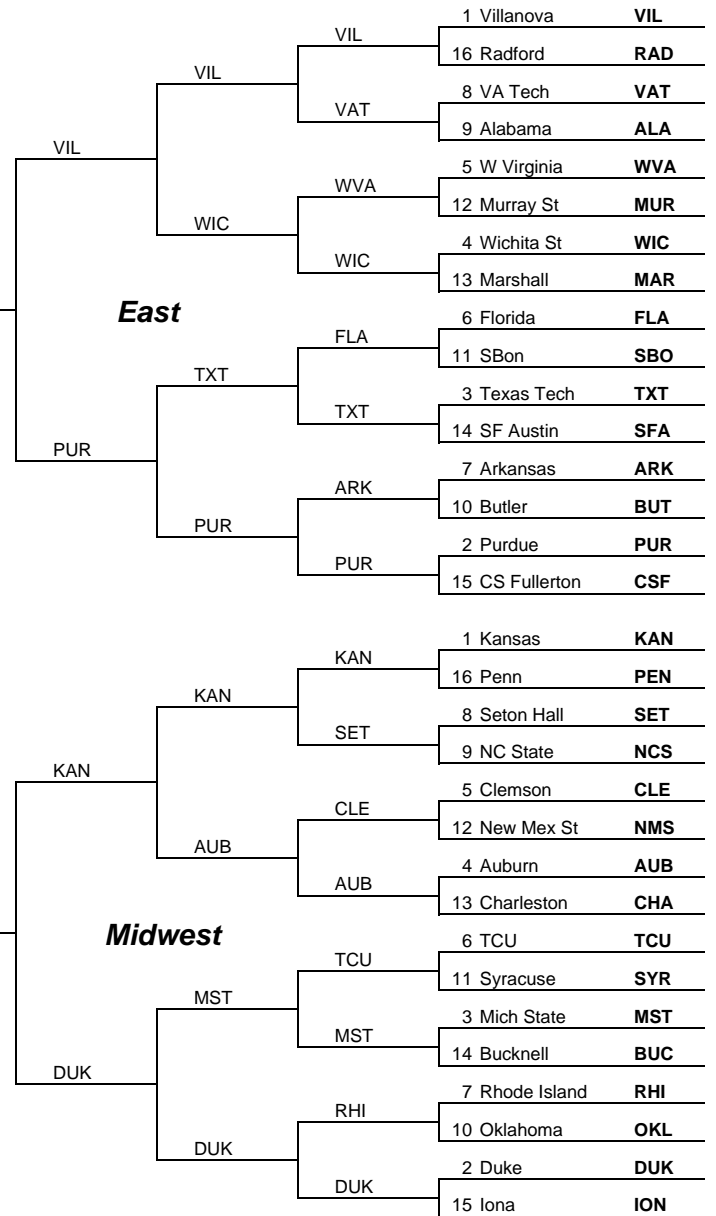 1 Villanova VIL
VIL
16 Radford RAD
VIL
8 VA Tech VAT
VAT
9 Alabama ALA
VIL
5 W Virginia WVA
WVA
12 Murray St MUR
WIC
4 Wichita St WIC
WIC
13 Marshall MAR
East
6 Florida FLA
FLA
11 SBon SBO
TXT
3 Texas Tech TXT
TXT
14 SF Austin SFA
PUR
7 Arkansas ARK
ARK
10 Butler BUT
PUR
2 Purdue PUR
PUR
15 CS Fullerton CSF
1 Kansas KAN
KAN
16 Penn PEN
KAN
8 Seton Hall SET
SET
9 NC State NCS
KAN
5 Clemson CLE
CLE
12 New Mex St NMS
AUB
4 Auburn AUB
AUB
13 Charleston CHA
Midwest
6 TCU TCU
TCU
11 Syracuse SYR
MST
3 Mich State MST
MST
14 Bucknell BUC
DUK
7 Rhode Island RHI
RHI
10 Oklahoma OKL
DUK
2 Duke DUK
DUK
15 Iona ION